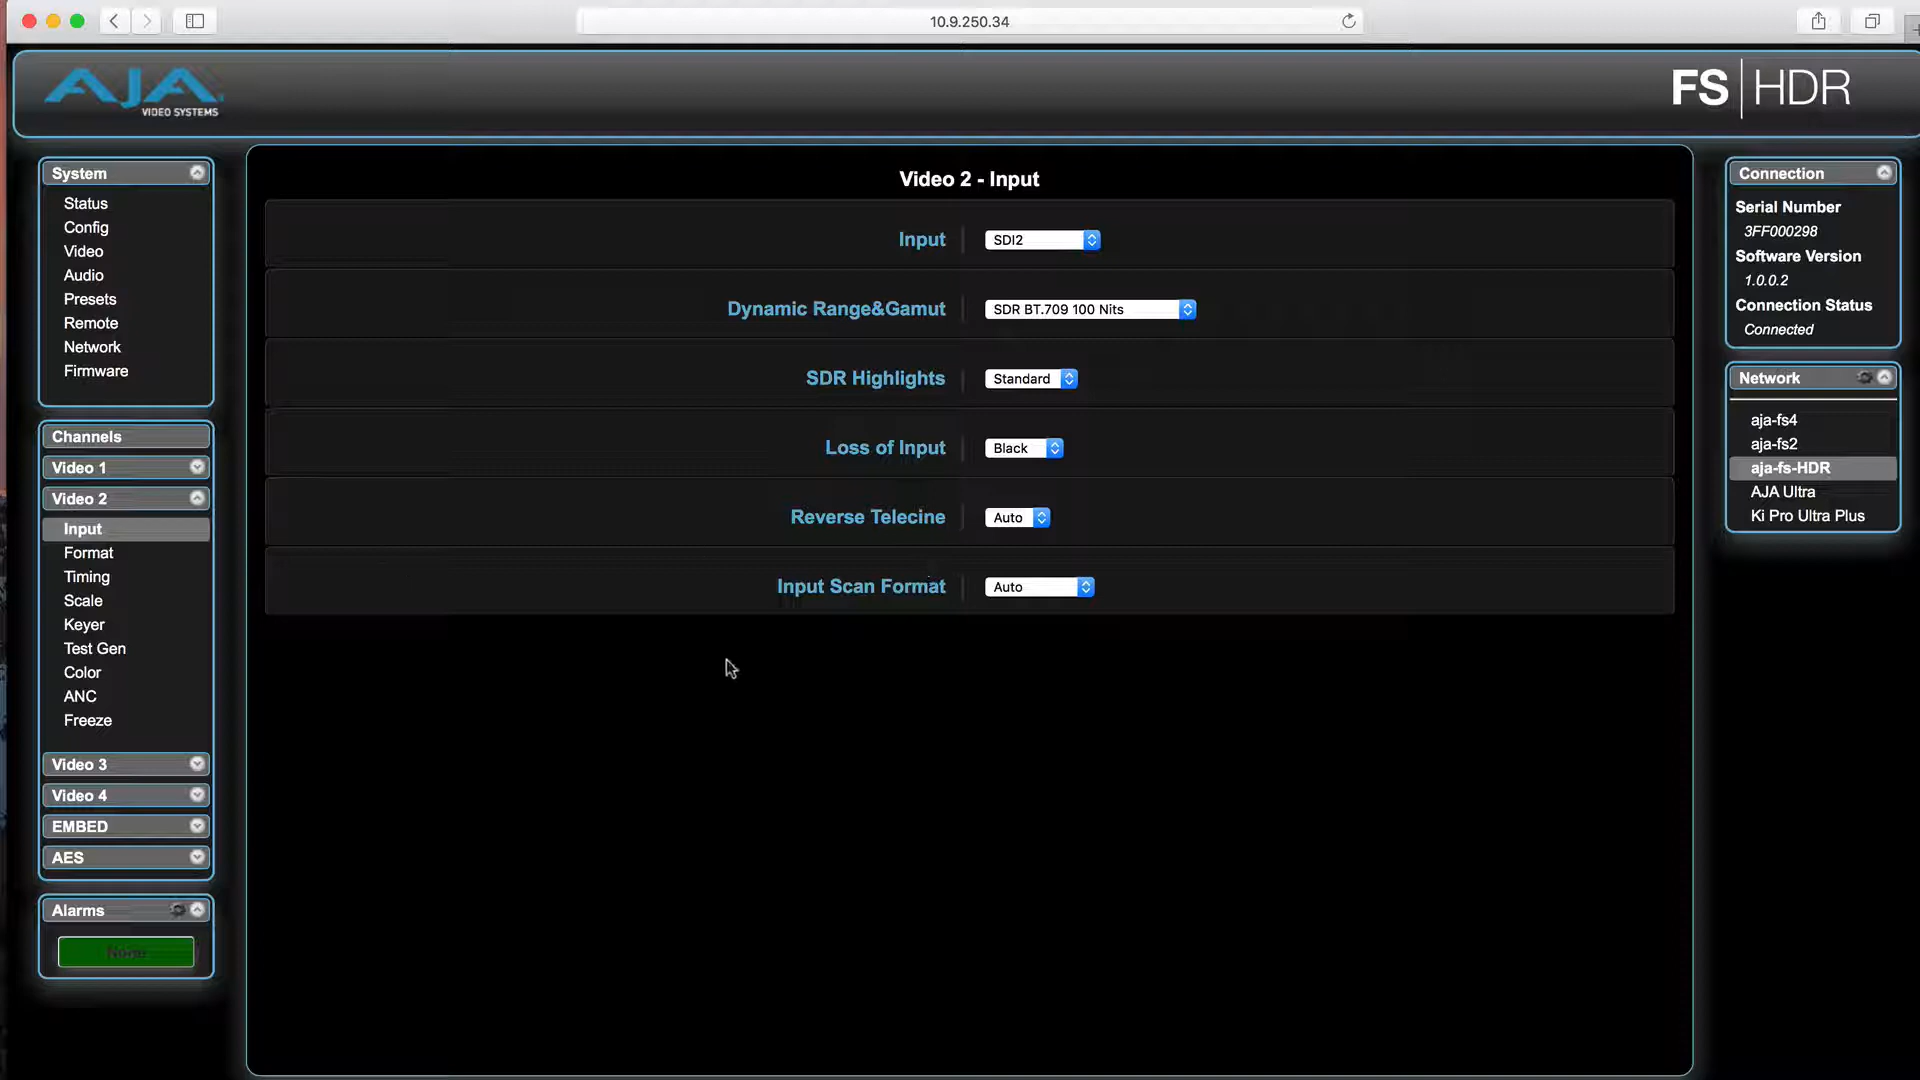 10.9.250.34
AJA
VIDEO SYSTEMS
FS HDR
System
Status
Config
Video
Audio
Presets
Remote
Network
Firmware
Channels
Video 1
Video 2
Input
Format
Timing
Scale
Keyer
Test Gen
Color
ANC
Freeze
Video 3
Video 4
EMBED
AES
Alarms
None
Video 2 - Input
Input SDI2
Dynamic Range&Gamut SDR BT.709 100 Nits
SDR Highlights Standard
Loss of Input Black
Reverse Telecine Auto
Input Scan Format Auto
Connection
Serial Number
3FF000298
Software Version
1.0.0.2
Connection Status
Connected
Network
aja-fs4
aja-fs2
aja-fs-HDR
AJA Ultra
Ki Pro Ultra Plus